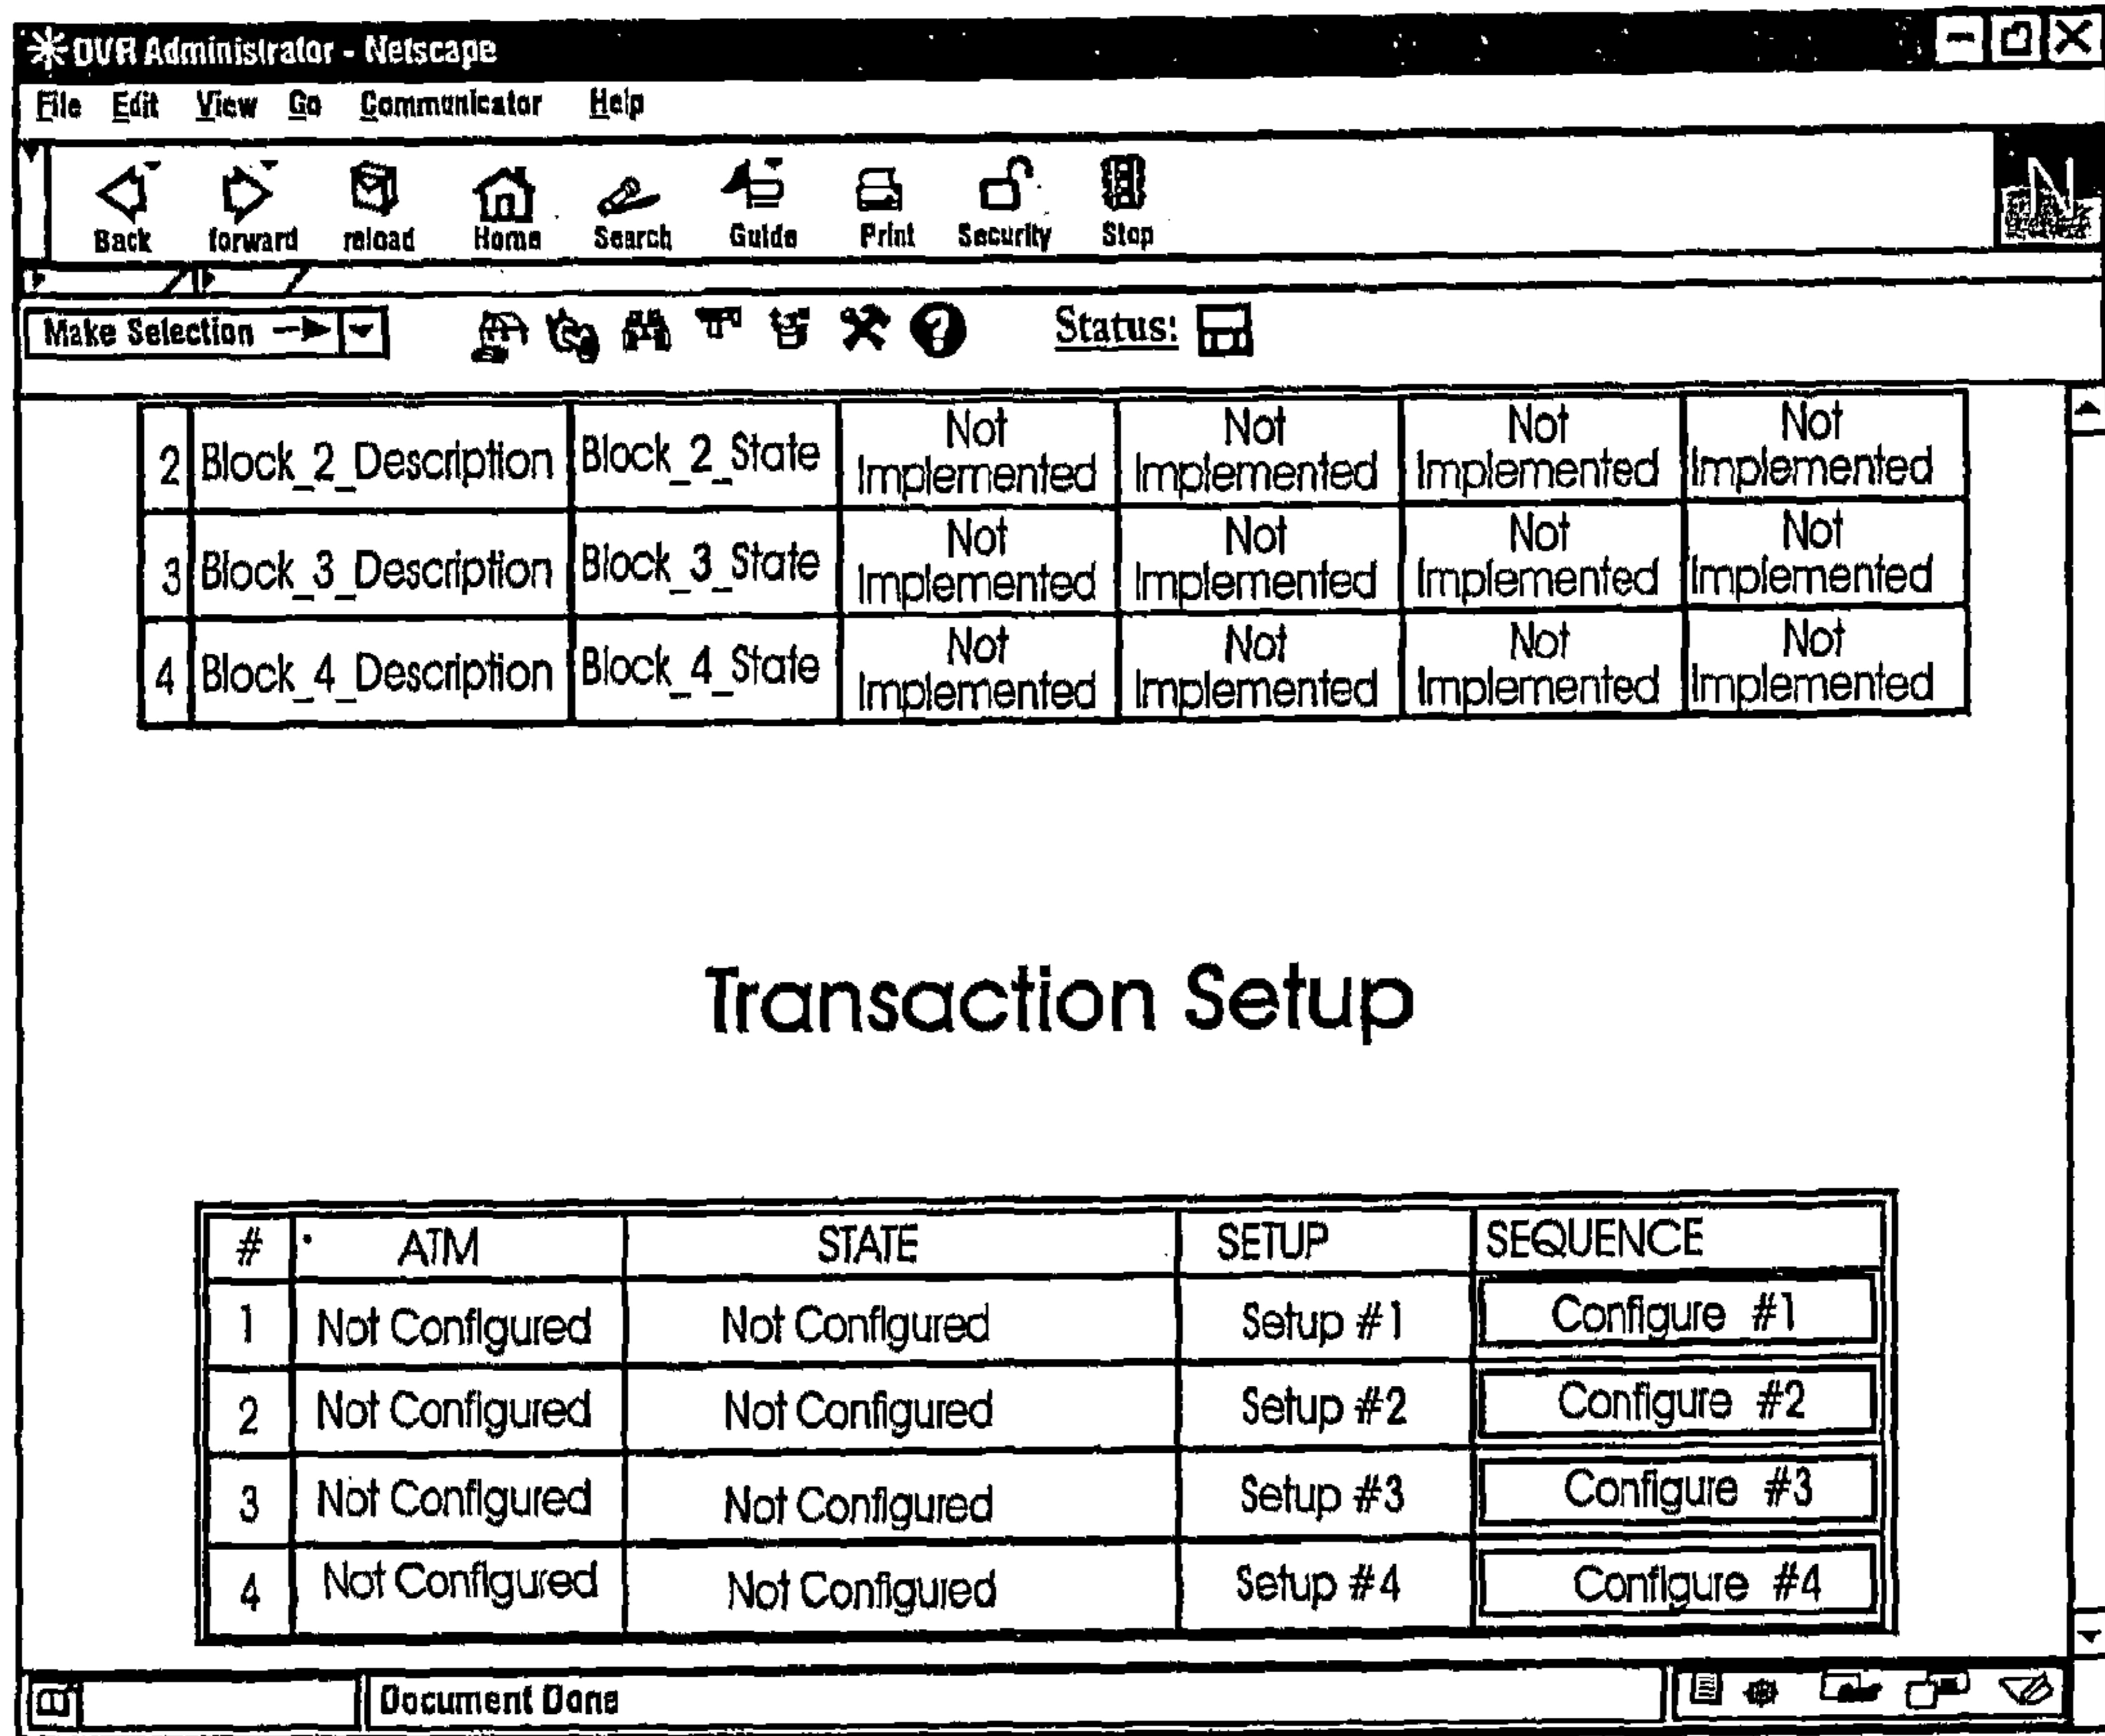 DVR Administrator - Netscape
File Edit View Go Communicator Help
Back forward reload Home Search Guide Print Security Stop
N
Make Selection
? Status:
2 Block_2_Description Block_2_State Not Implemented Not Implemented Not Implemented Not Implemented
3 Block_3_Description Block_3_State Not Implemented Not Implemented Not Implemented Not Implemented
4 Block_4_Description Block_4_State Not Implemented Not Implemented Not Implemented Not Implemented
Transaction Setup
# ATM STATE SETUP SEQUENCE
1 Not Configured Not Configured Setup #1 Configure #1
2 Not Configured Not Configured Setup #2 Configure #2
3 Not Configured Not Configured Setup #3 Configure #3
4 Not Configured Not Configured Setup #4 Configure #4
Document Done